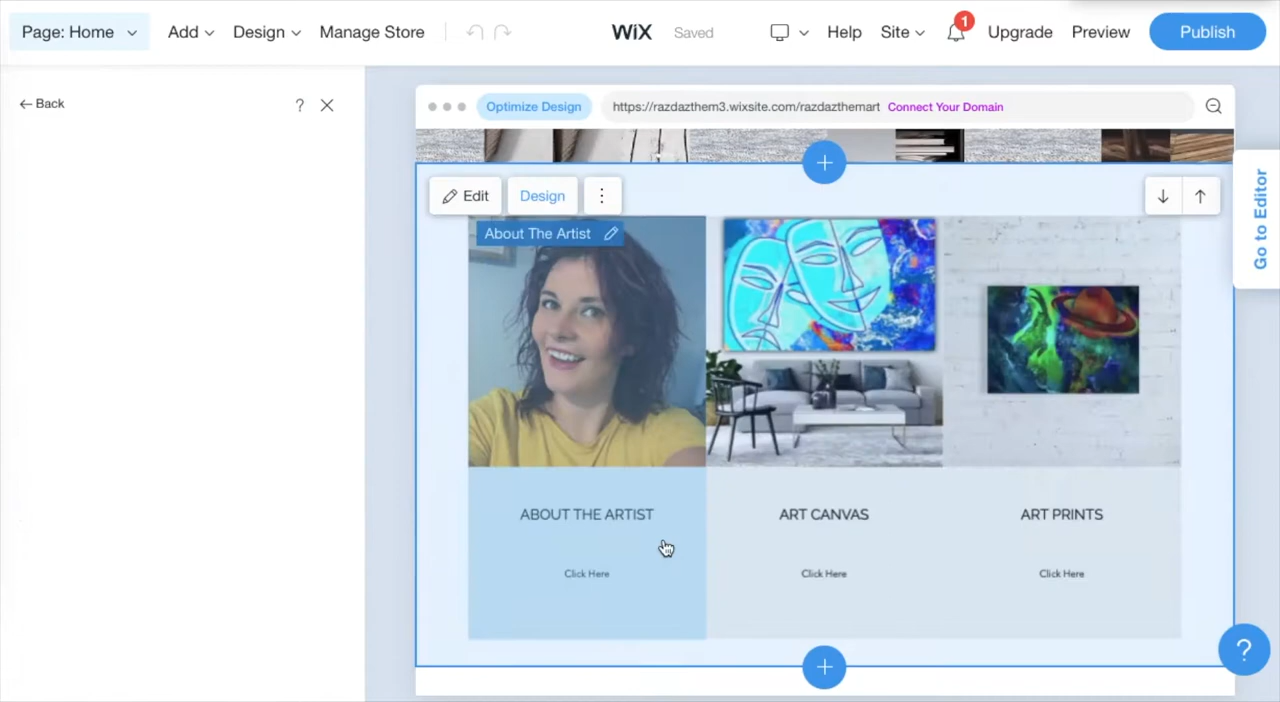 Page: Home
Add
Design
Manage Store
WiX
Saved
Help
Site
1
Upgrade
Preview
Publish
Back
?
Optimize Design
https://razdazthem3.wixsite.com/razdazthemart
Connect Your Domain
Go to Editor
Edit
Design
About The Artist
ABOUT THE ARTIST
ART CANVAS
ART PRINTS
Click Here
Click Here
Click Here
?